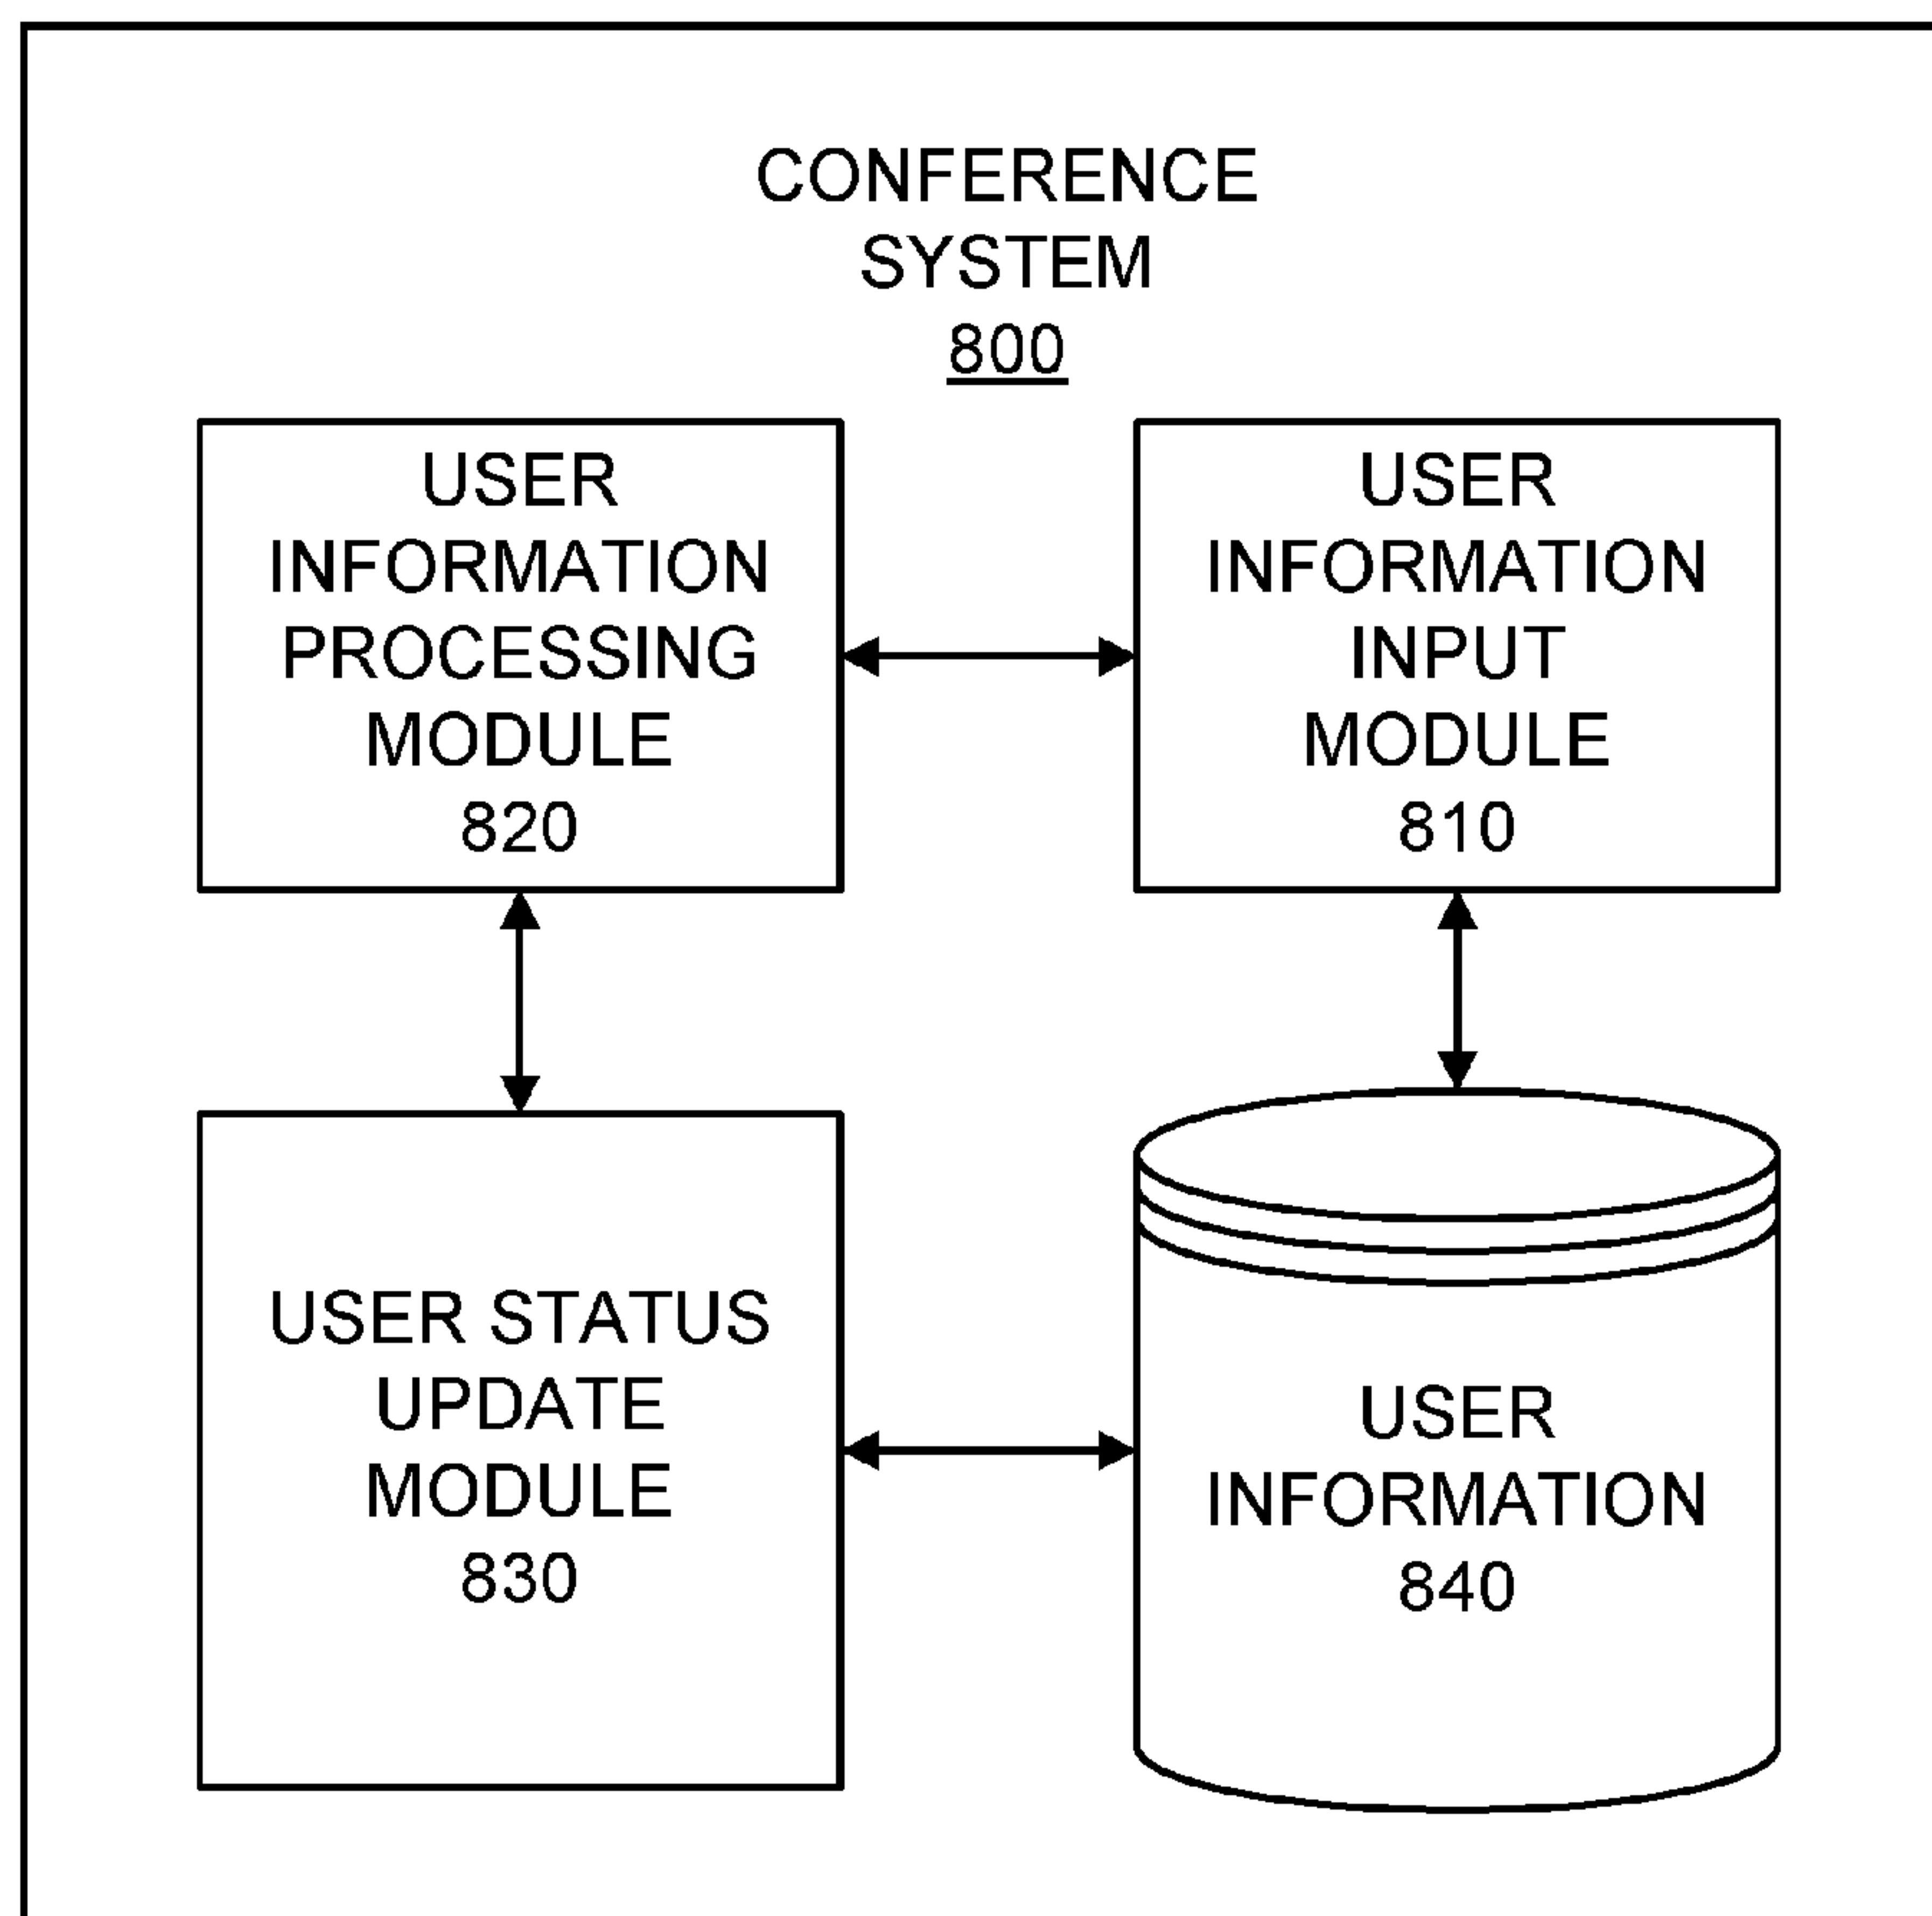 CONFERENCE
SYSTEM
800
USER
INFORMATION
PROCESSING
MODULE
820
USER
INFORMATION
INPUT
MODULE
810
USER STATUS
UPDATE
MODULE
830
USER
INFORMATION
840